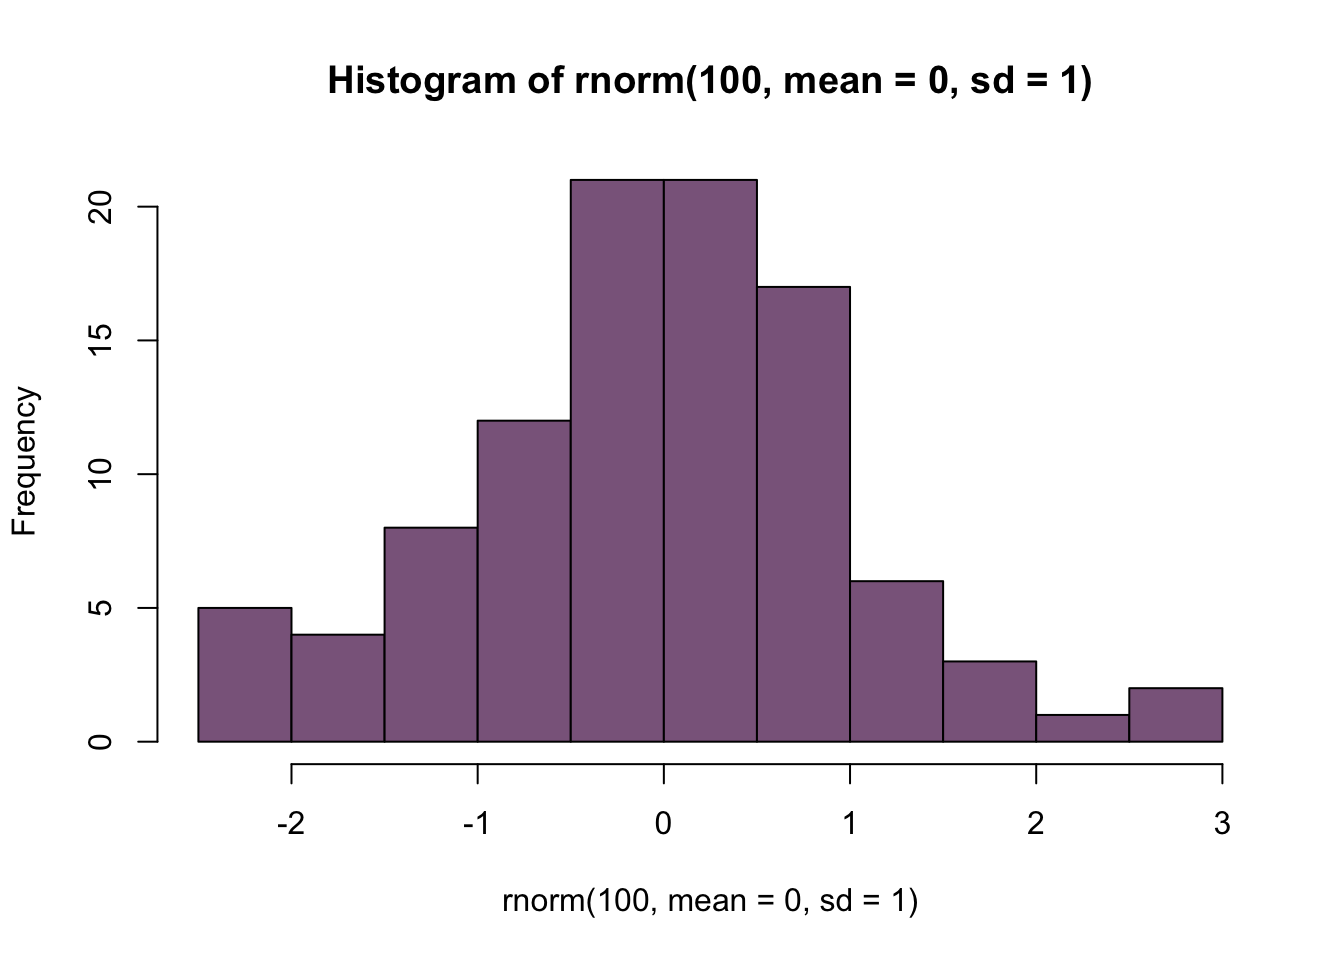 Histogram of rnorm(100, mean = 0, sd = 1)
Frequency
20
15
10
5
0
-2 -1 0 1 2 3
rnorm(100, mean = 0, sd = 1)